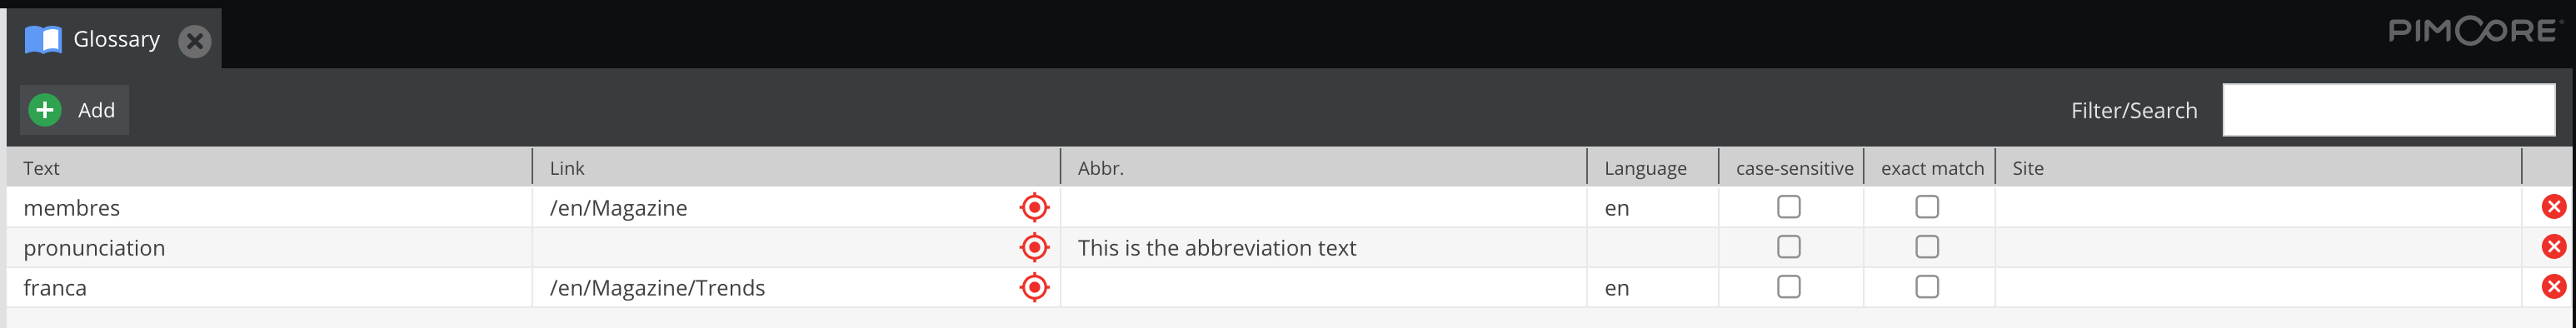 Glossary
PIMCORE
Add
Filter/Search
Text Link Abbr. Language case-sensitive exact match Site
membres /en/Magazine en
pronunciation This is the abbreviation text
franca /en/Magazine/Trends en